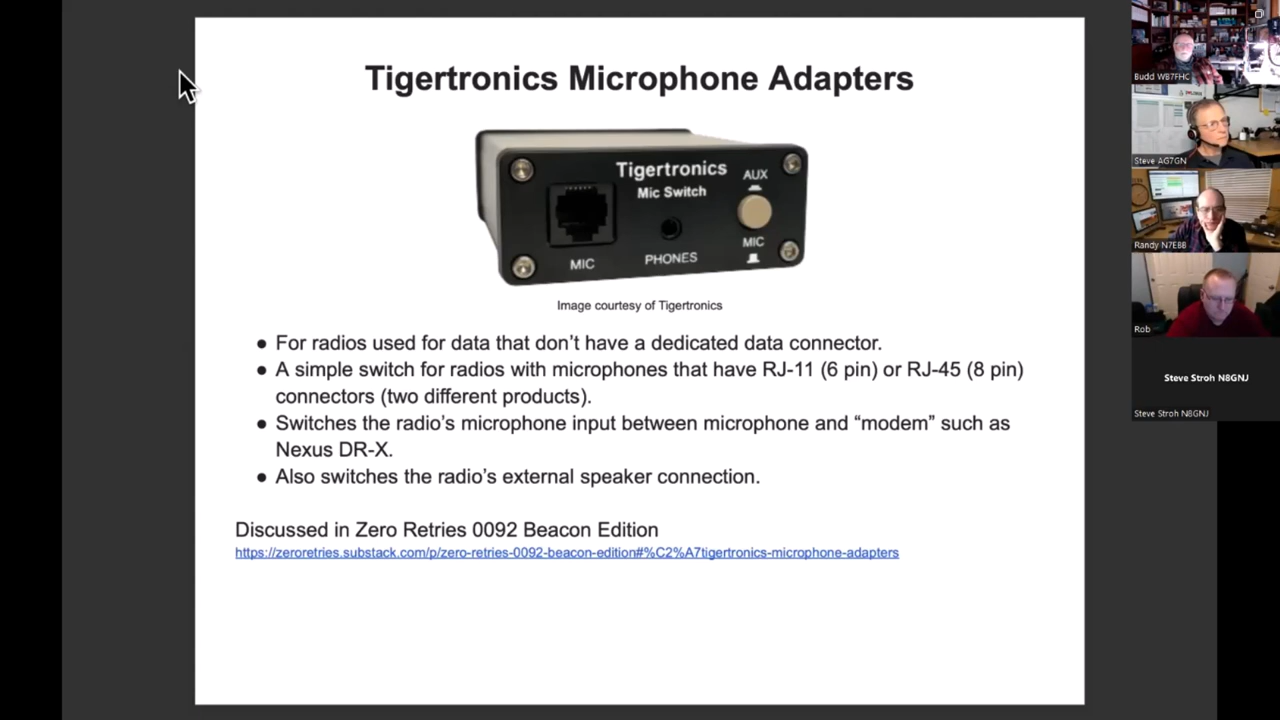 Tigertronics Microphone Adapters
Tigertronics
Mic Switch
AUX
MIC
PHONES
MIC
Image courtesy of Tigertronics
● For radios used for data that don’t have a dedicated data connector.
● A simple switch for radios with microphones that have RJ-11 (6 pin) or RJ-45 (8 pin)
connectors (two different products).
● Switches the radio’s microphone input between microphone and “modem” such as
Nexus DR-X.
● Also switches the radio’s external speaker connection.
Discussed in Zero Retries 0092 Beacon Edition
https://zeroretries.substack.com/p/zero-retries-0092-beacon-edition#%C2%A7tigertronics-microphone-adapters
Budd WB7FHC
Steve AG7GN
Randy N7EBB
Rob
Steve Stroh N8GNJ
Steve Stroh N8GNJ